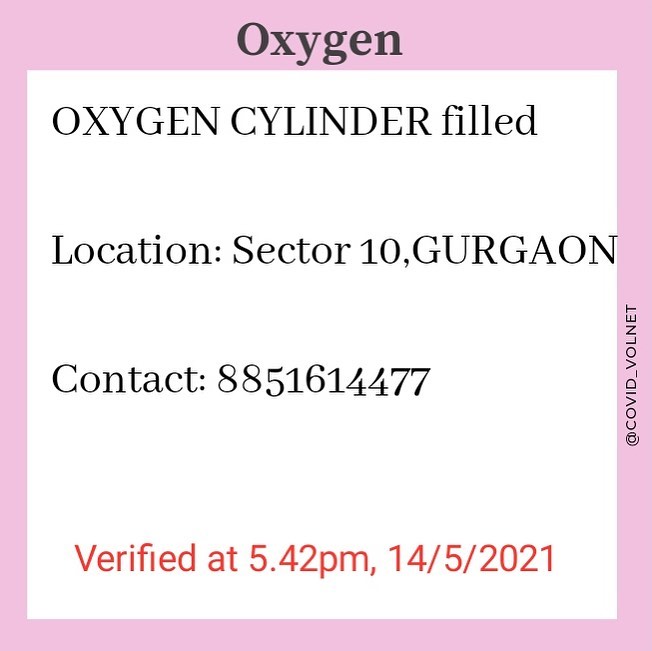 Oxygen
OXYGEN CYLINDER filled
Location: Sector 10,GURGAON
Contact: 8851614477
@COVID_VOLNET
Verified at 5.42pm, 14/5/2021